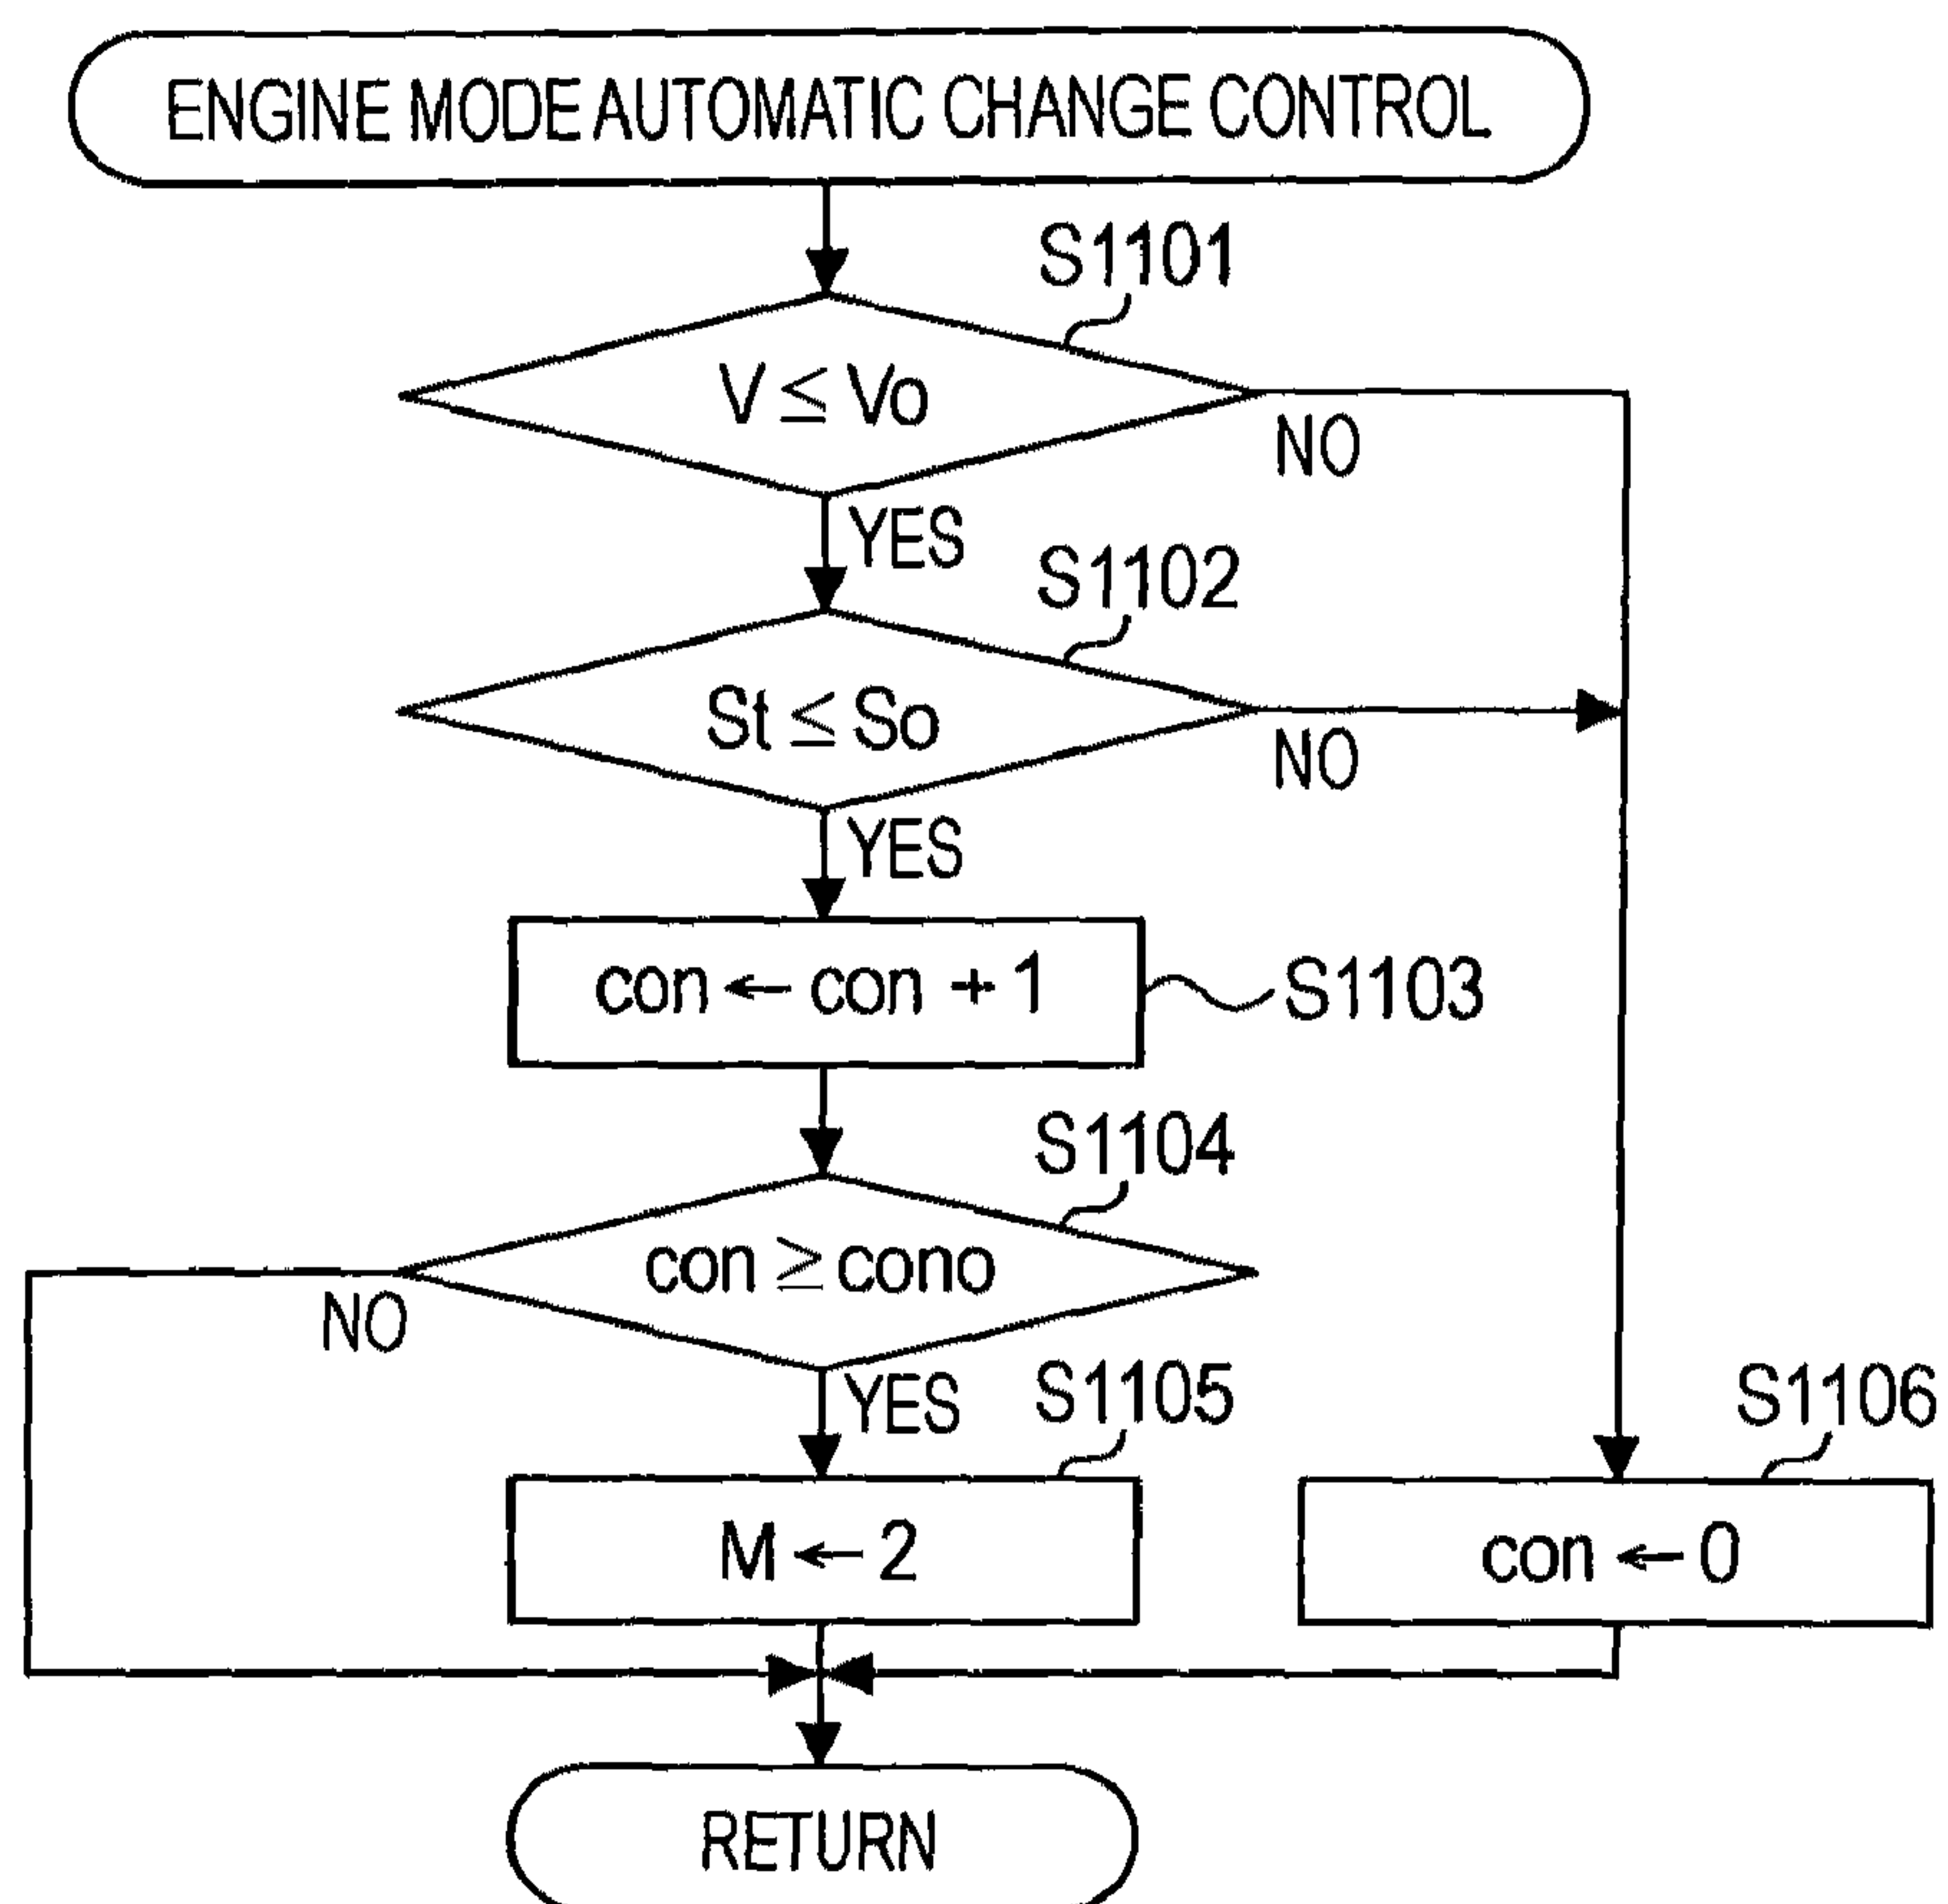 ENGINE MODE AUTOMATIC CHANGE CONTROL
S1101
V ≤ Vo
NO
YES
S1102
St ≤ So
NO
YES
con ← con + 1
S1103
S1104
con ≥ cono
NO
YES
S1105
S1106
M ← 2
con ← 0
RETURN